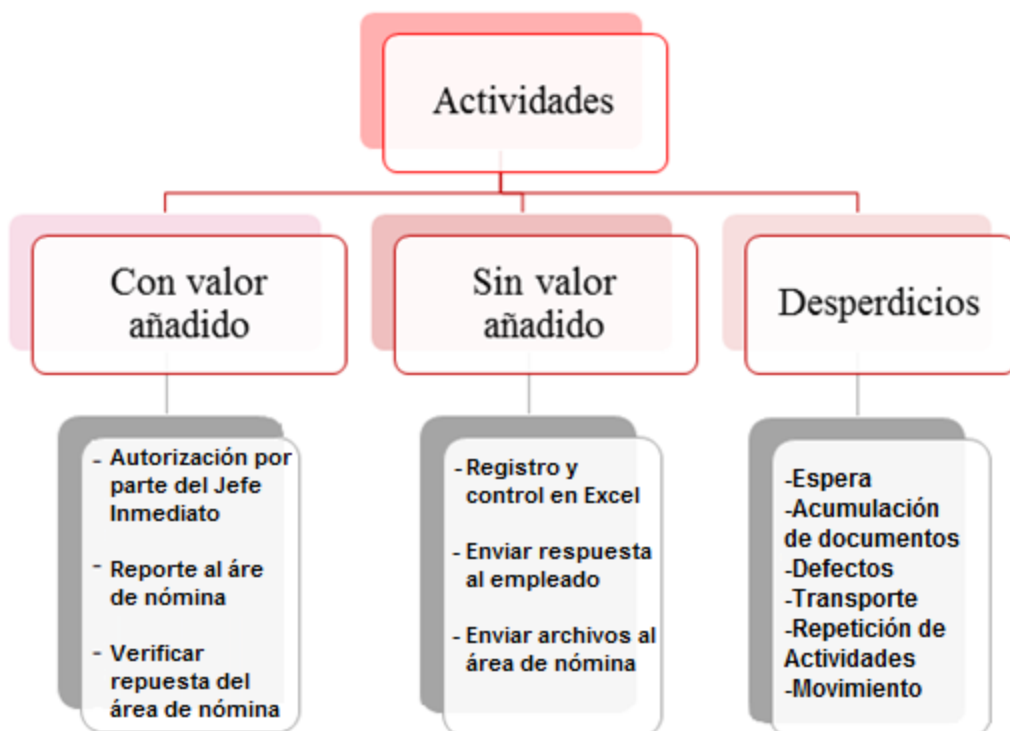 Actividades
Con valor
añadido
Sin valor
añadido
Desperdicios
- Autorización por
parte del Jefe
Inmediato
- Reporte al áre
de nómina
- Verificar
repuesta del
área de nómina
- Registro y
control en Excel
- Enviar respuesta
al empleado
- Enviar archivos al
área de nómina
-Espera
-Acumulación
de documentos
-Defectos
-Transporte
-Repetición de
Actividades
-Movimiento